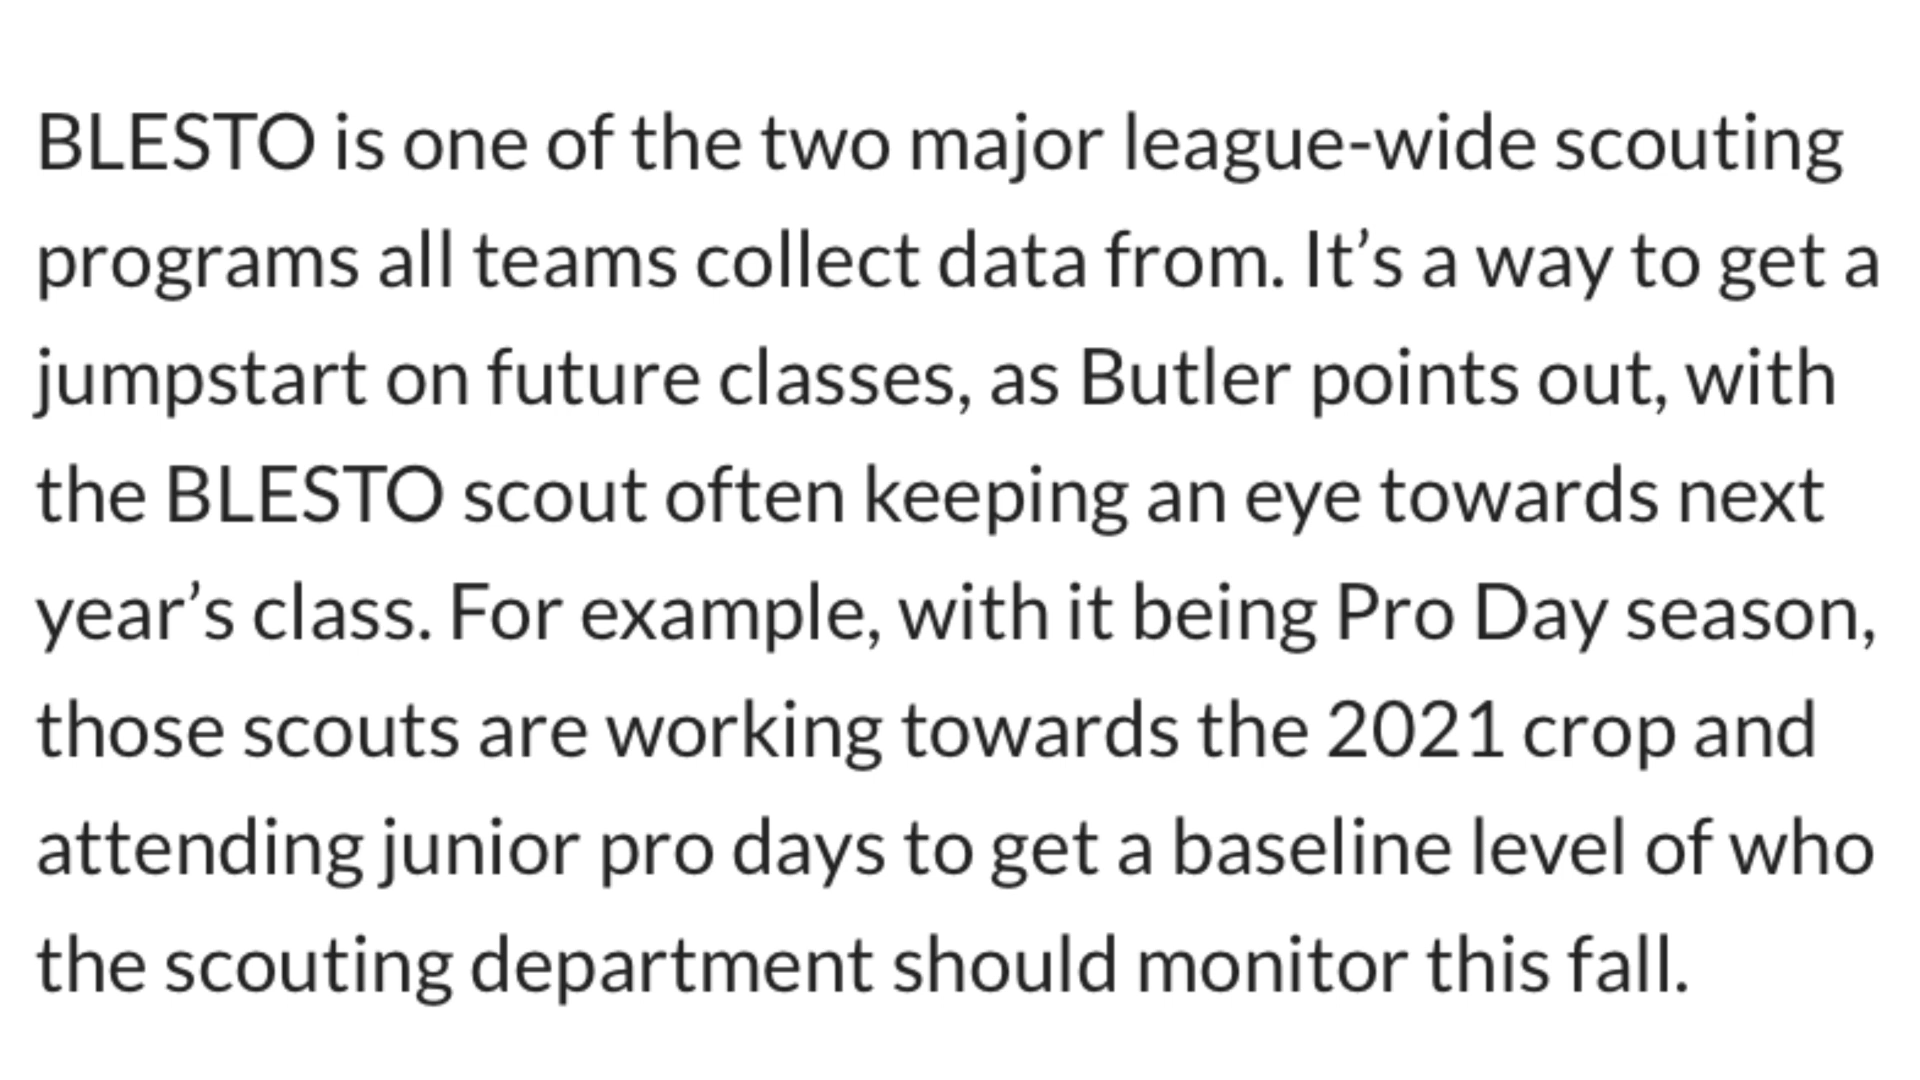 BLESTO is one of the two major league-wide scouting
programs all teams collect data from. It’s a way to get a
jumpstart on future classes, as Butler points out, with
the BLESTO scout often keeping an eye towards next
year’s class. For example, with it being Pro Day season,
those scouts are working towards the 2021 crop and
attending junior pro days to get a baseline level of who
the scouting department should monitor this fall.